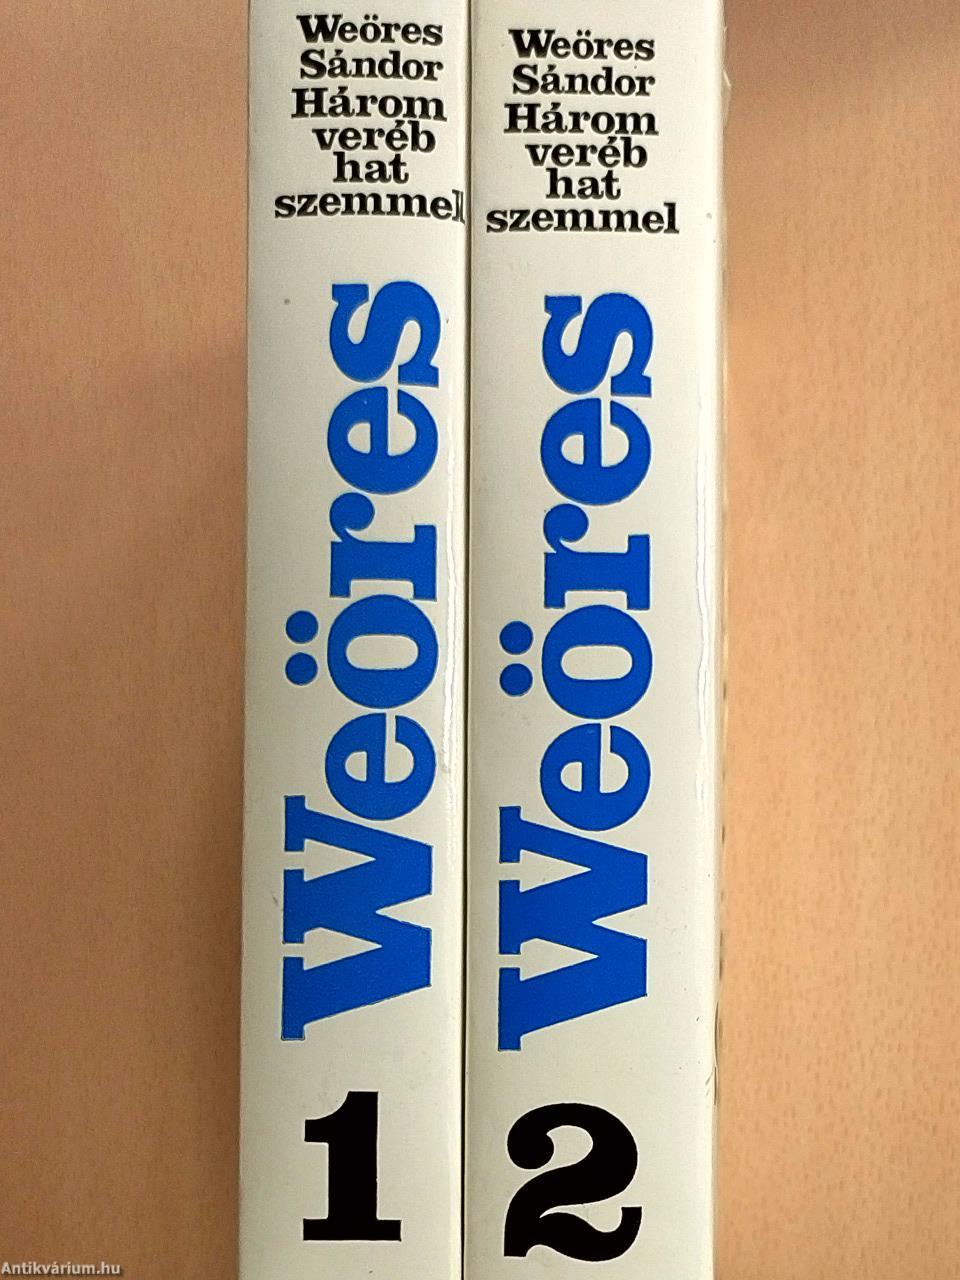 Weöres
Sándor
Három
veréb
hat
szemmel
Weöres
1
Weöres
Sándor
Három
veréb
hat
szemmel
Weöres
2
Antikvárium.hu